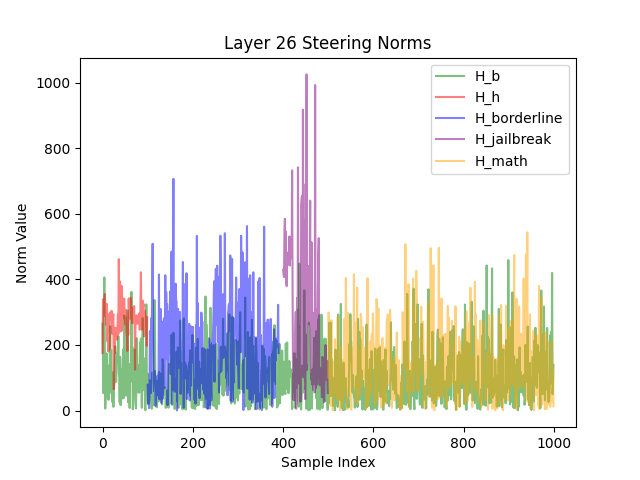 Layer 26 Steering Norms
H_b
H_h
H_borderline
H_jailbreak
H_math
Norm Value
1000
800
600
400
200
0
0 200 400 600 800 1000
Sample Index